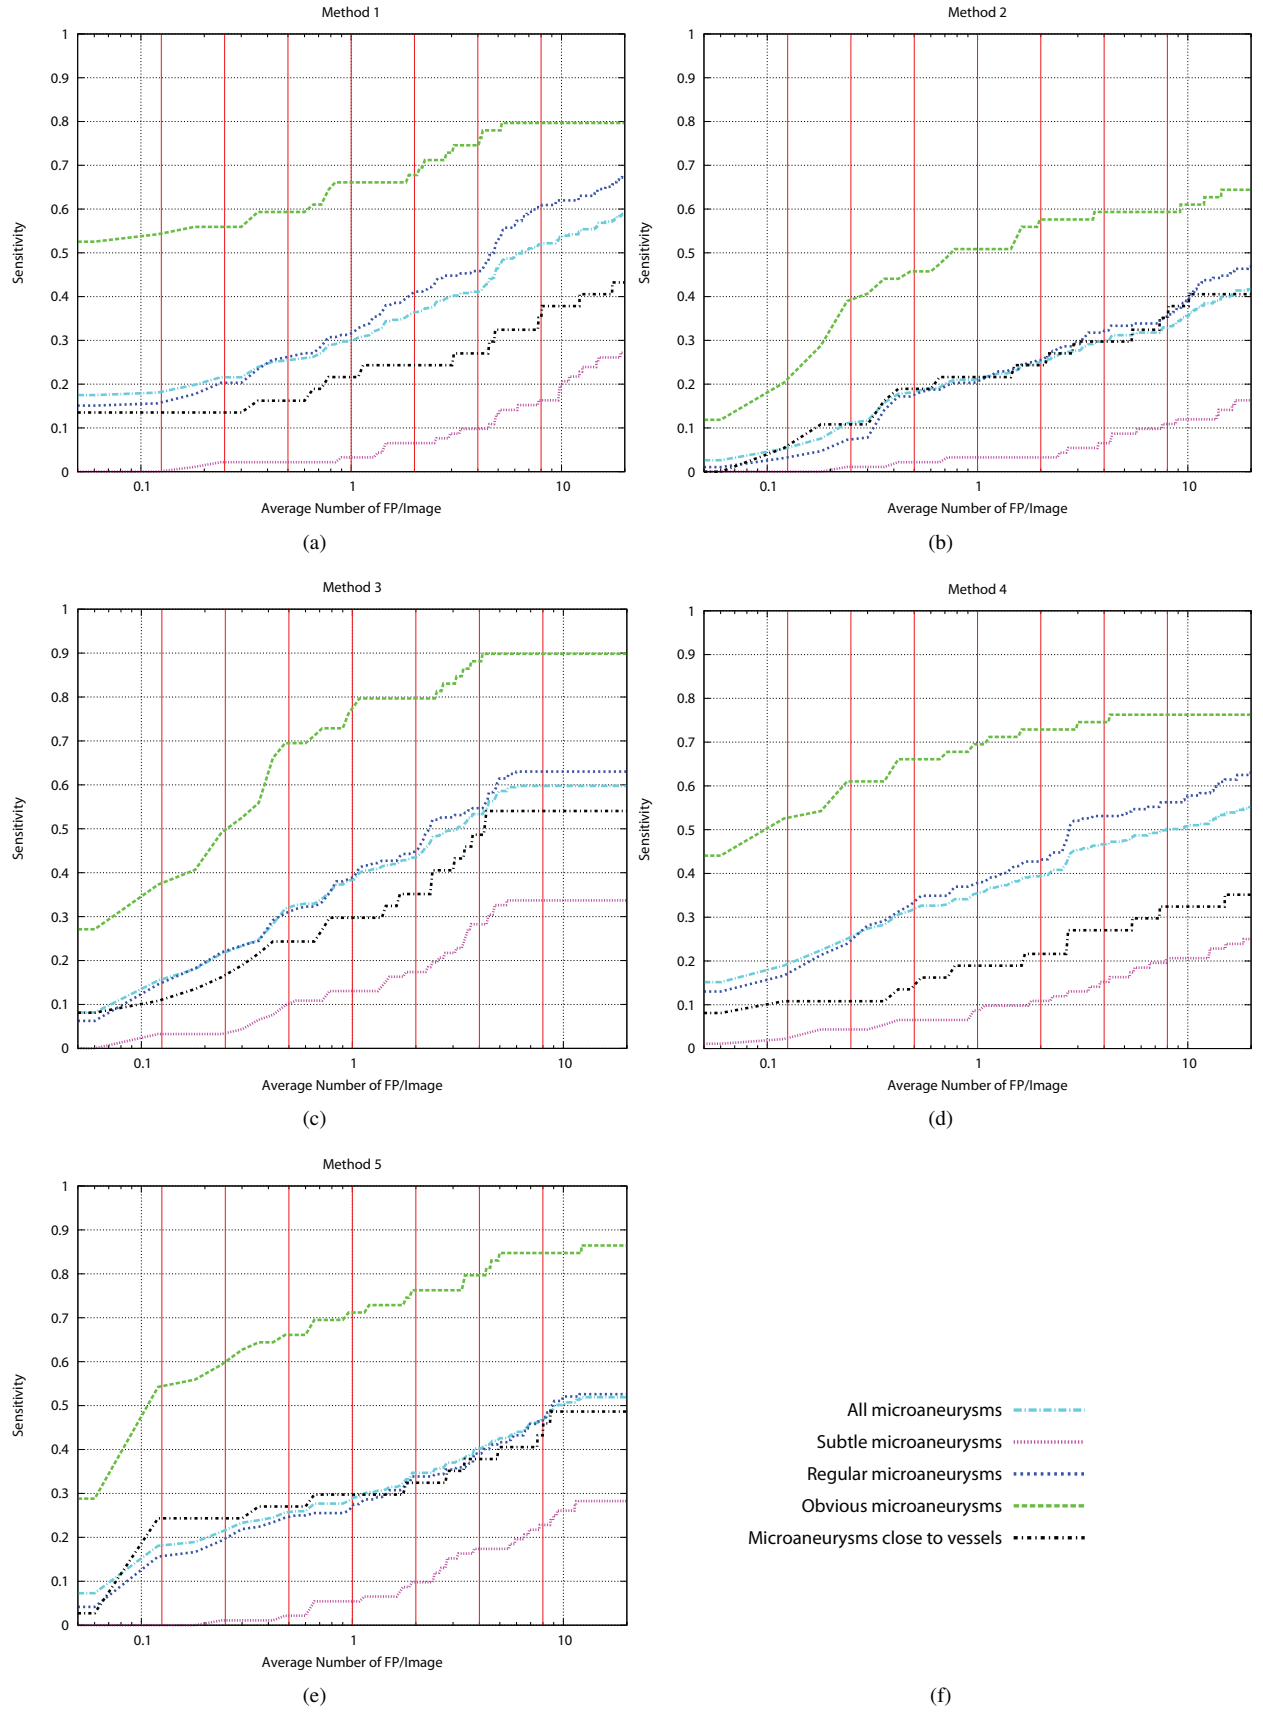 Method 1
1
0.9
0.8
0.7
0.6
0.5
0.4
0.3
0.2
0.1
0
Sensitivity
0.1 1 10
Average Number of FP/Image
(a)
Method 2
1
0.9
0.8
0.7
0.6
0.5
0.4
0.3
0.2
0.1
0
Sensitivity
0.1 1 10
Average Number of FP/Image
(b)
Method 3
1
0.9
0.8
0.7
0.6
0.5
0.4
0.3
0.2
0.1
0
Sensitivity
0.1 1 10
Average Number of FP/Image
(c)
Method 4
1
0.9
0.8
0.7
0.6
0.5
0.4
0.3
0.2
0.1
0
Sensitivity
0.1 1 10
Average Number of FP/Image
(d)
Method 5
1
0.9
0.8
0.7
0.6
0.5
0.4
0.3
0.2
0.1
0
Sensitivity
0.1 1 10
Average Number of FP/Image
(e)
All microaneurysms
Subtle microaneurysms
Regular microaneurysms
Obvious microaneurysms
Microaneurysms close to vessels
(f)